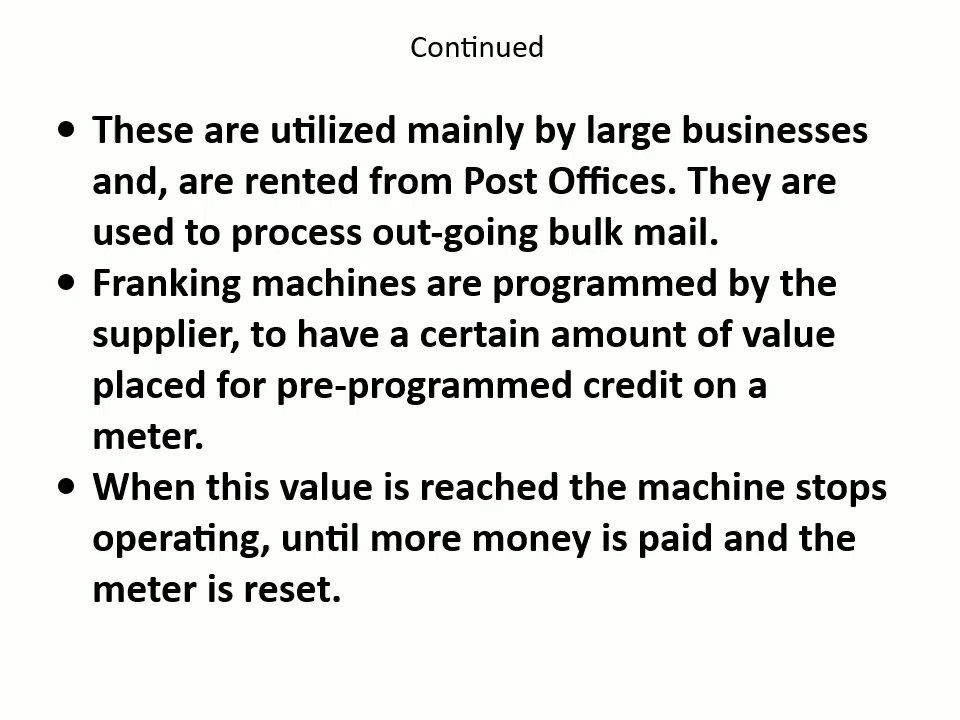 Continued
• These are utilized mainly by large businesses
and, are rented from Post Offices. They are
used to process out-going bulk mail.
• Franking machines are programmed by the
supplier, to have a certain amount of value
placed for pre-programmed credit on a
meter.
• When this value is reached the machine stops
operating, until more money is paid and the
meter is reset.